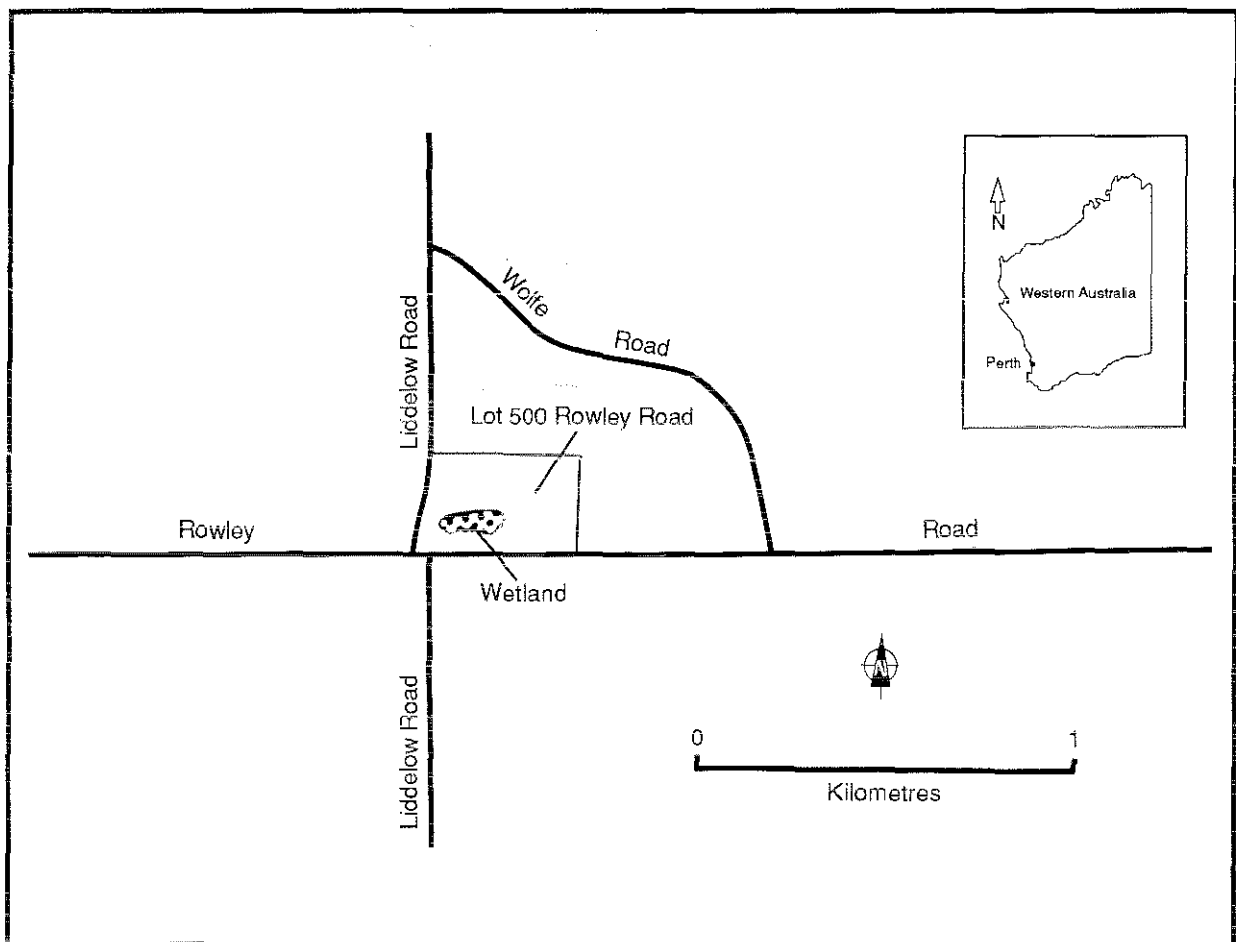 N
Western Australia
Perth
Liddelow Road
Wolfe
Road
Lot 500 Rowley Road
Rowley
Road
Wetland
Liddelow Road
0
1
Kilometres